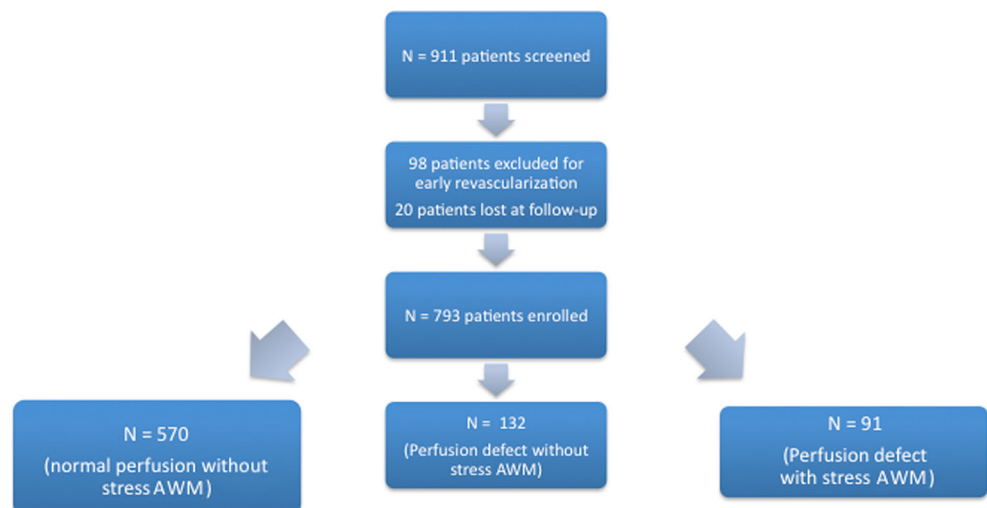 N = 911 patients screened
98 patients excluded for
early revascularization
20 patients lost at follow-up
N = 793 patients enrolled
N = 570
(normal perfusion without
stress AWM)
N = 132
(Perfusion defect without
stress AWM)
N = 91
(Perfusion defect
with stress AWM)